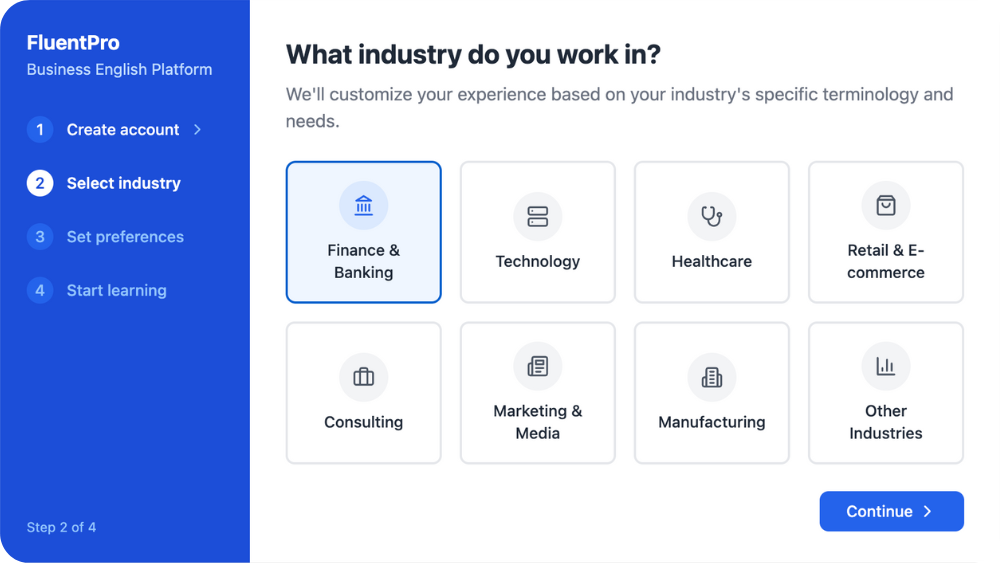 FluentPro
Business English Platform
1 Create account
2 Select industry
3 Set preferences
4 Start learning
Step 2 of 4
What industry do you work in?
We'll customize your experience based on your industry's specific terminology and
needs.
Finance &
Banking
Technology
Healthcare
Retail & E-
commerce
Consulting
Marketing &
Media
Manufacturing
Other
Industries
Continue